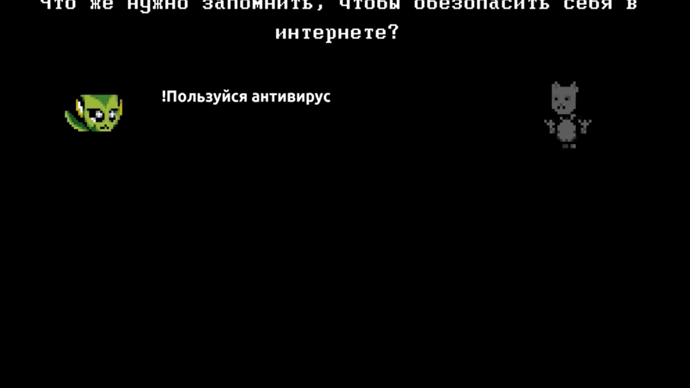 Что же нужно запомнить, чтобы обезопасить себя в
интернете?
!Пользуйся антивирус